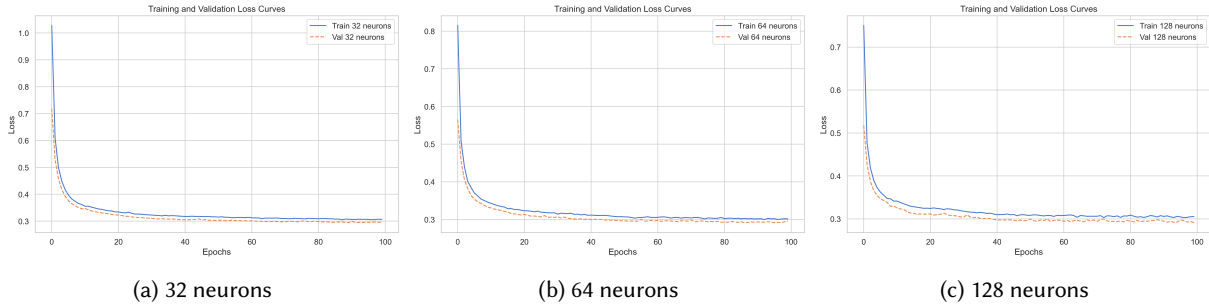 Training and Validation Loss Curves
Train 32 neurons
Val 32 neurons
Loss
1.0
0.9
0.8
0.7
0.6
0.5
0.4
0.3
0 20 40 60 80 100
Epochs
(a) 32 neurons
Training and Validation Loss Curves
Train 64 neurons
Val 64 neurons
Loss
0.8
0.7
0.6
0.5
0.4
0.3
0 20 40 60 80 100
Epochs
(b) 64 neurons
Training and Validation Loss Curves
Train 128 neurons
Val 128 neurons
Loss
0.7
0.6
0.5
0.4
0.3
0 20 40 60 80 100
Epochs
(c) 128 neurons